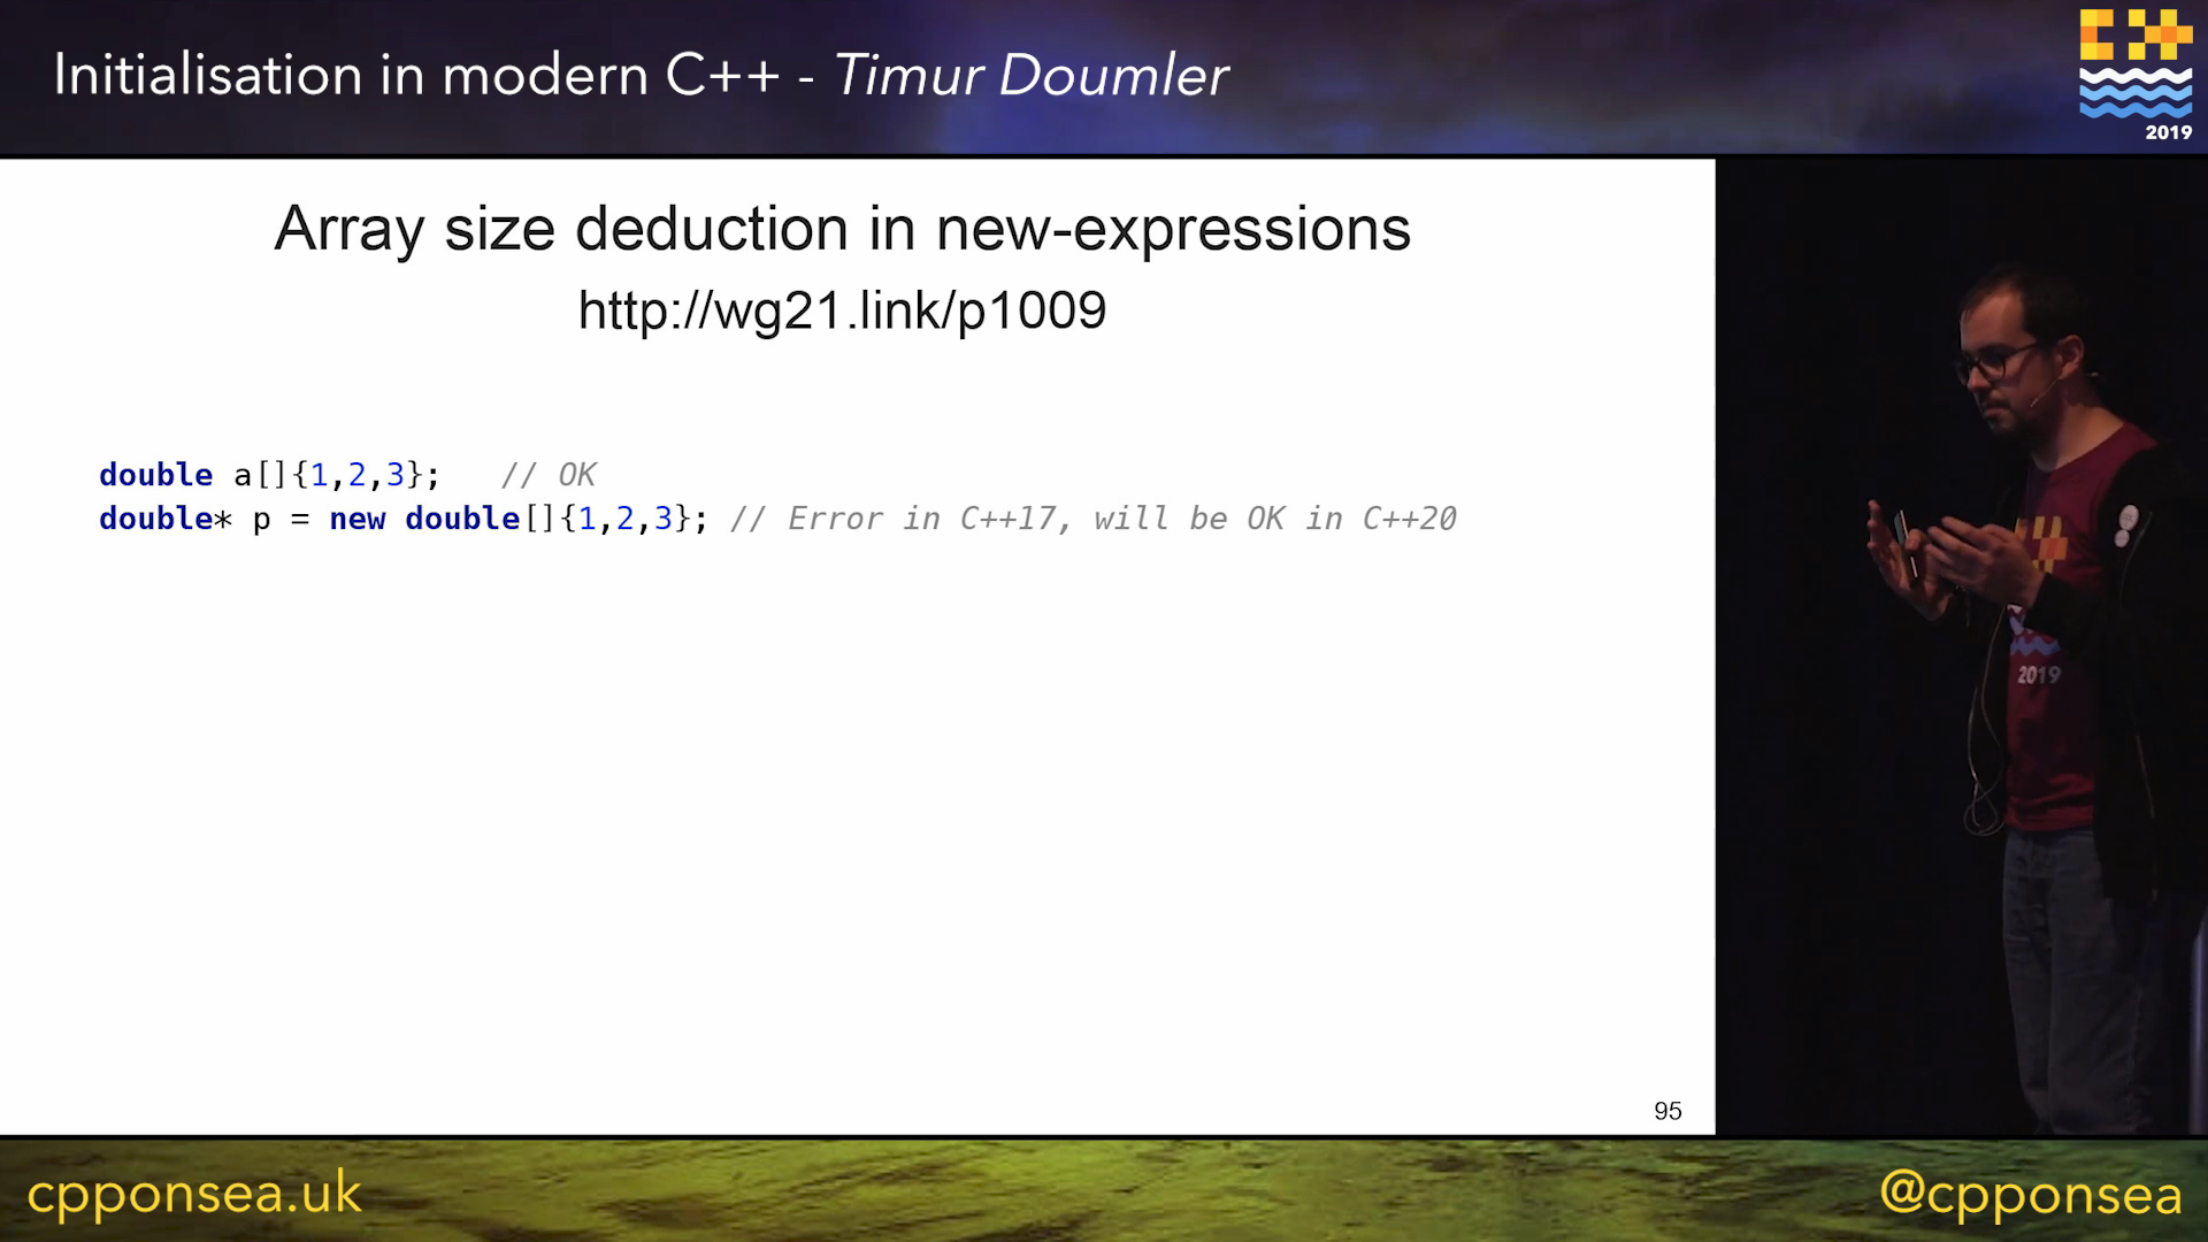 Initialisation in modern C++ - Timur Doumler
C++
2019
Array size deduction in new-expressions
http://wg21.link/p1009
double a[]{1,2,3};   // OK
double* p = new double[]{1,2,3}; // Error in C++17, will be OK in C++20
2019
95
cpponsea.uk
@cpponsea